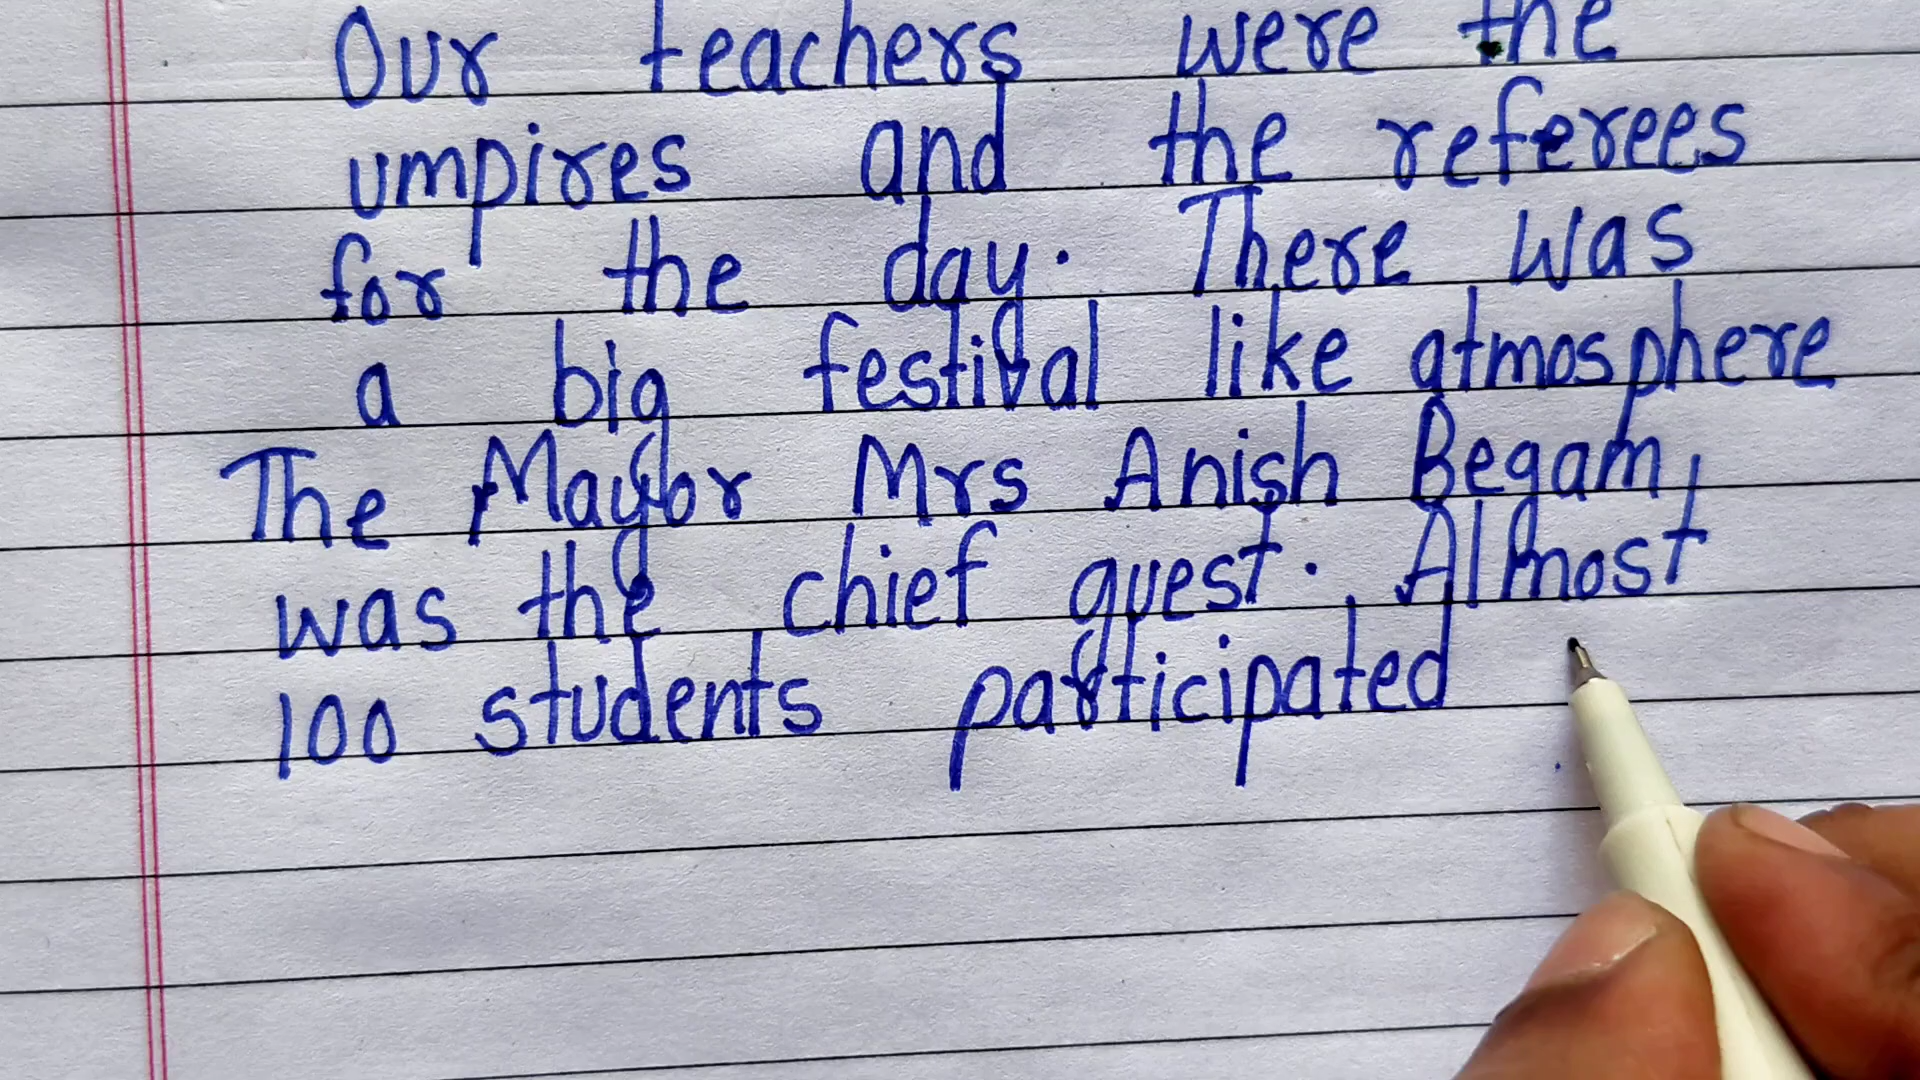 Our teachers were the
umpires and the referees
for the day. There was
a big festival like atmosphere
The Mayor Mrs Anish Begam,
was the chief guest. Almost
100 students participated